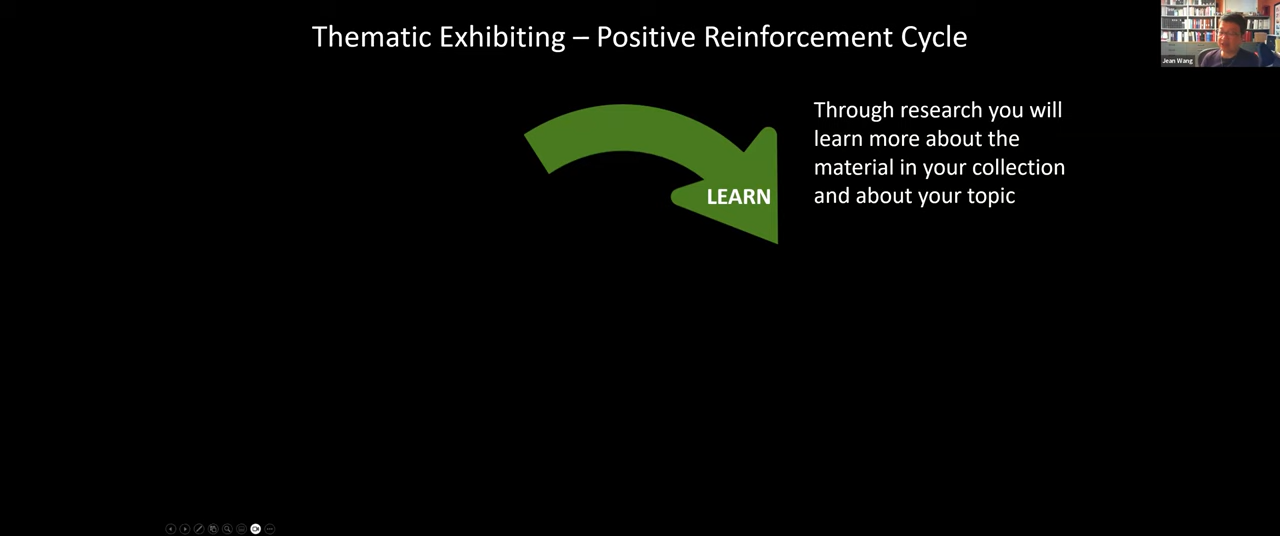 Thematic Exhibiting – Positive Reinforcement Cycle
Jean Wang
Through research you will
learn more about the
material in your collection
and about your topic
LEARN